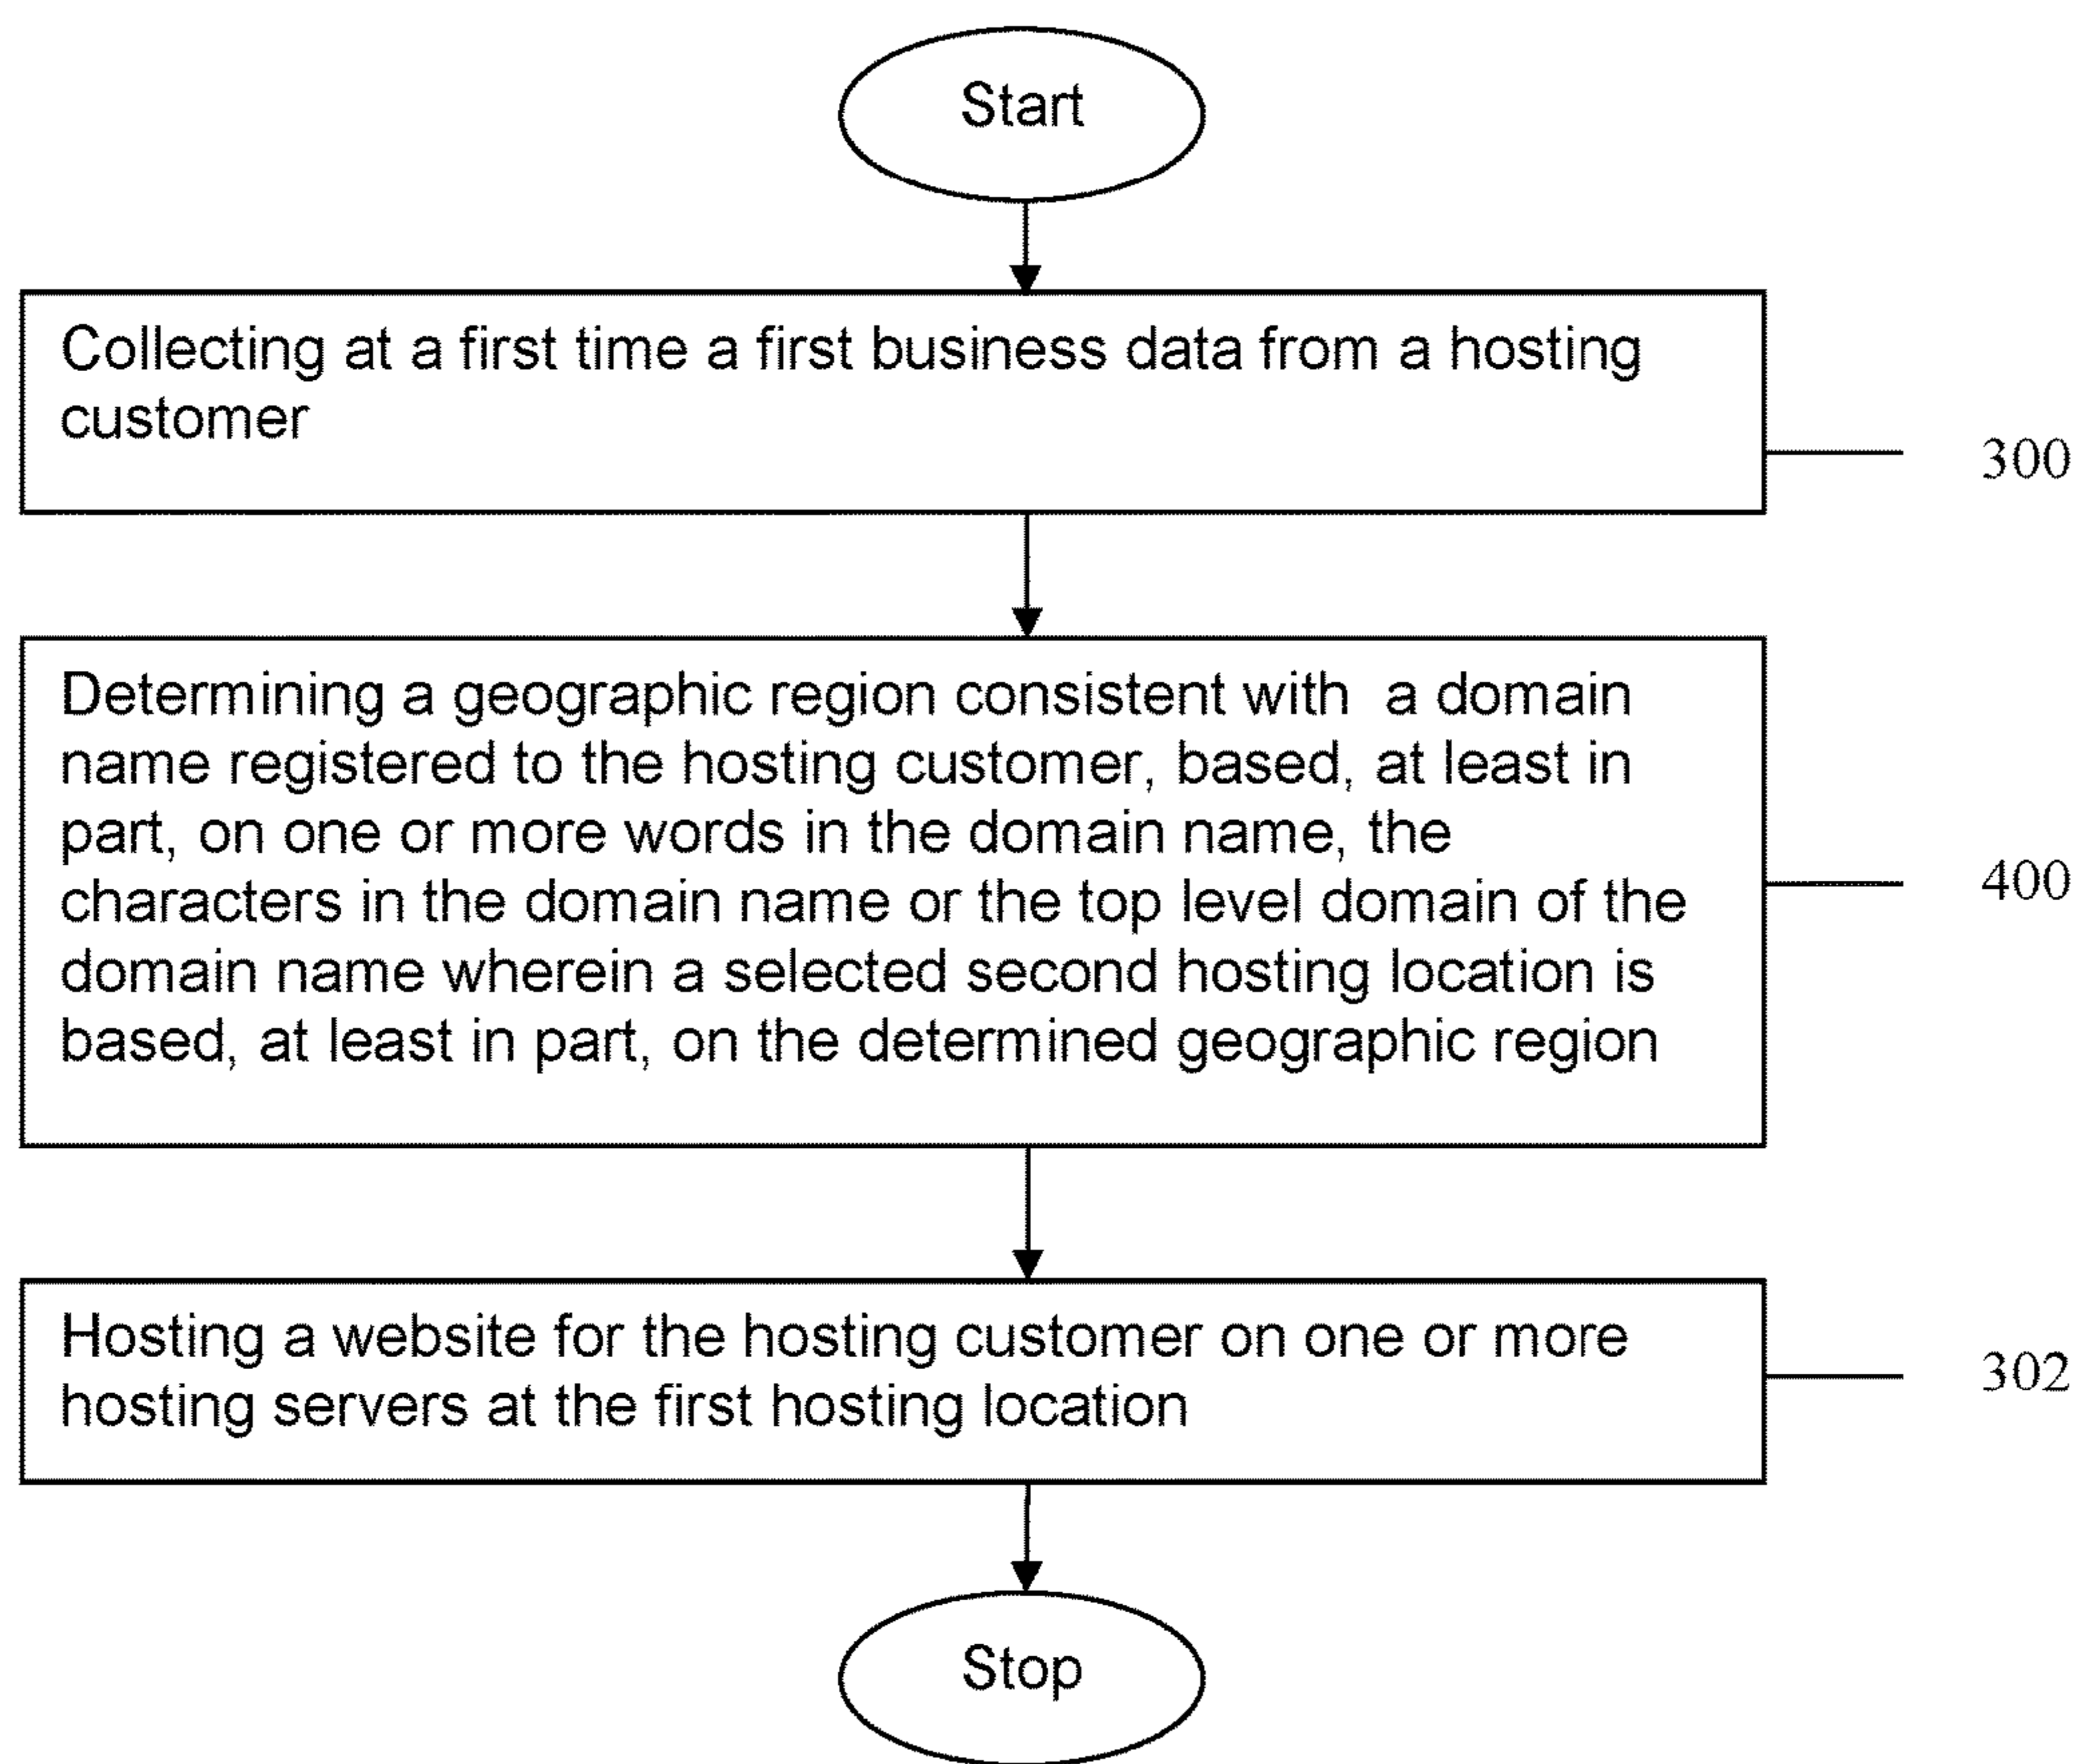 Start
Collecting at a first time a first business data from a hosting
customer
300
Determining a geographic region consistent with a domain
name registered to the hosting customer, based, at least in
part, on one or more words in the domain name, the
characters in the domain name or the top level domain of the
domain name wherein a selected second hosting location is
based, at least in part, on the determined geographic region
400
Hosting a website for the hosting customer on one or more
hosting servers at the first hosting location
302
Stop